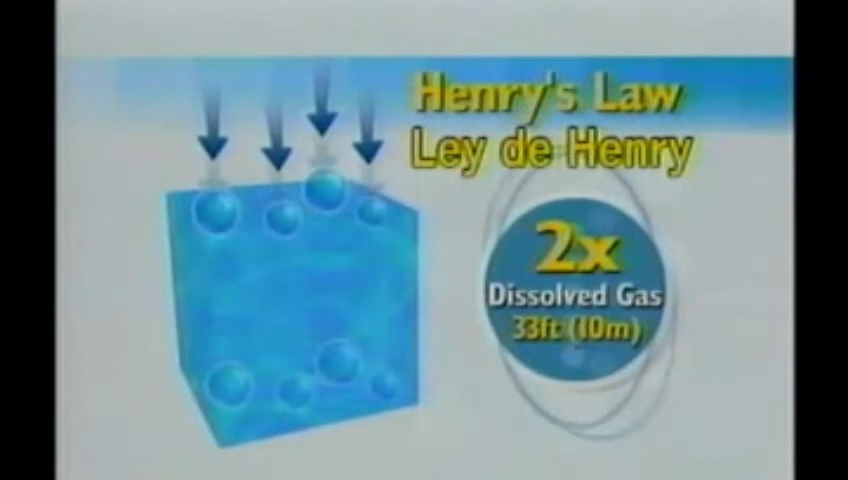 Henry's Law
Ley de Henry
2x
Dissolved Gas
33ft (10m)